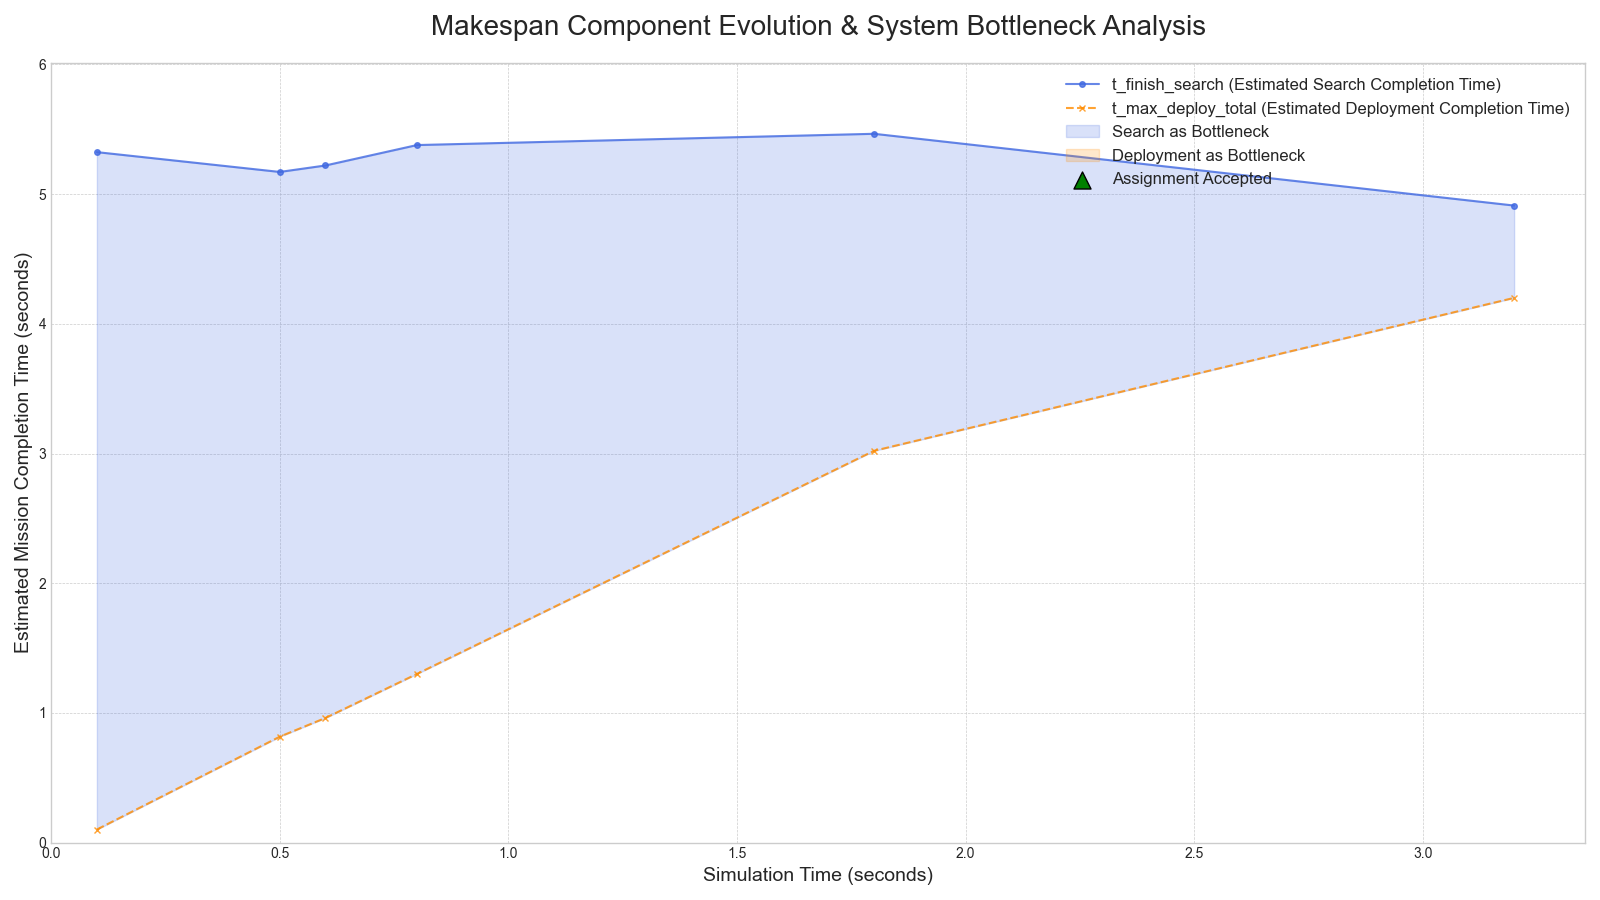 Makespan Component Evolution & System Bottleneck Analysis
t_finish_search (Estimated Search Completion Time)
t_max_deploy_total (Estimated Deployment Completion Time)
Search as Bottleneck
Deployment as Bottleneck
Assignment Accepted
Estimated Mission Completion Time (seconds)
6
5
4
3
2
1
0
0.0 0.5 1.0 1.5 2.0 2.5 3.0
Simulation Time (seconds)